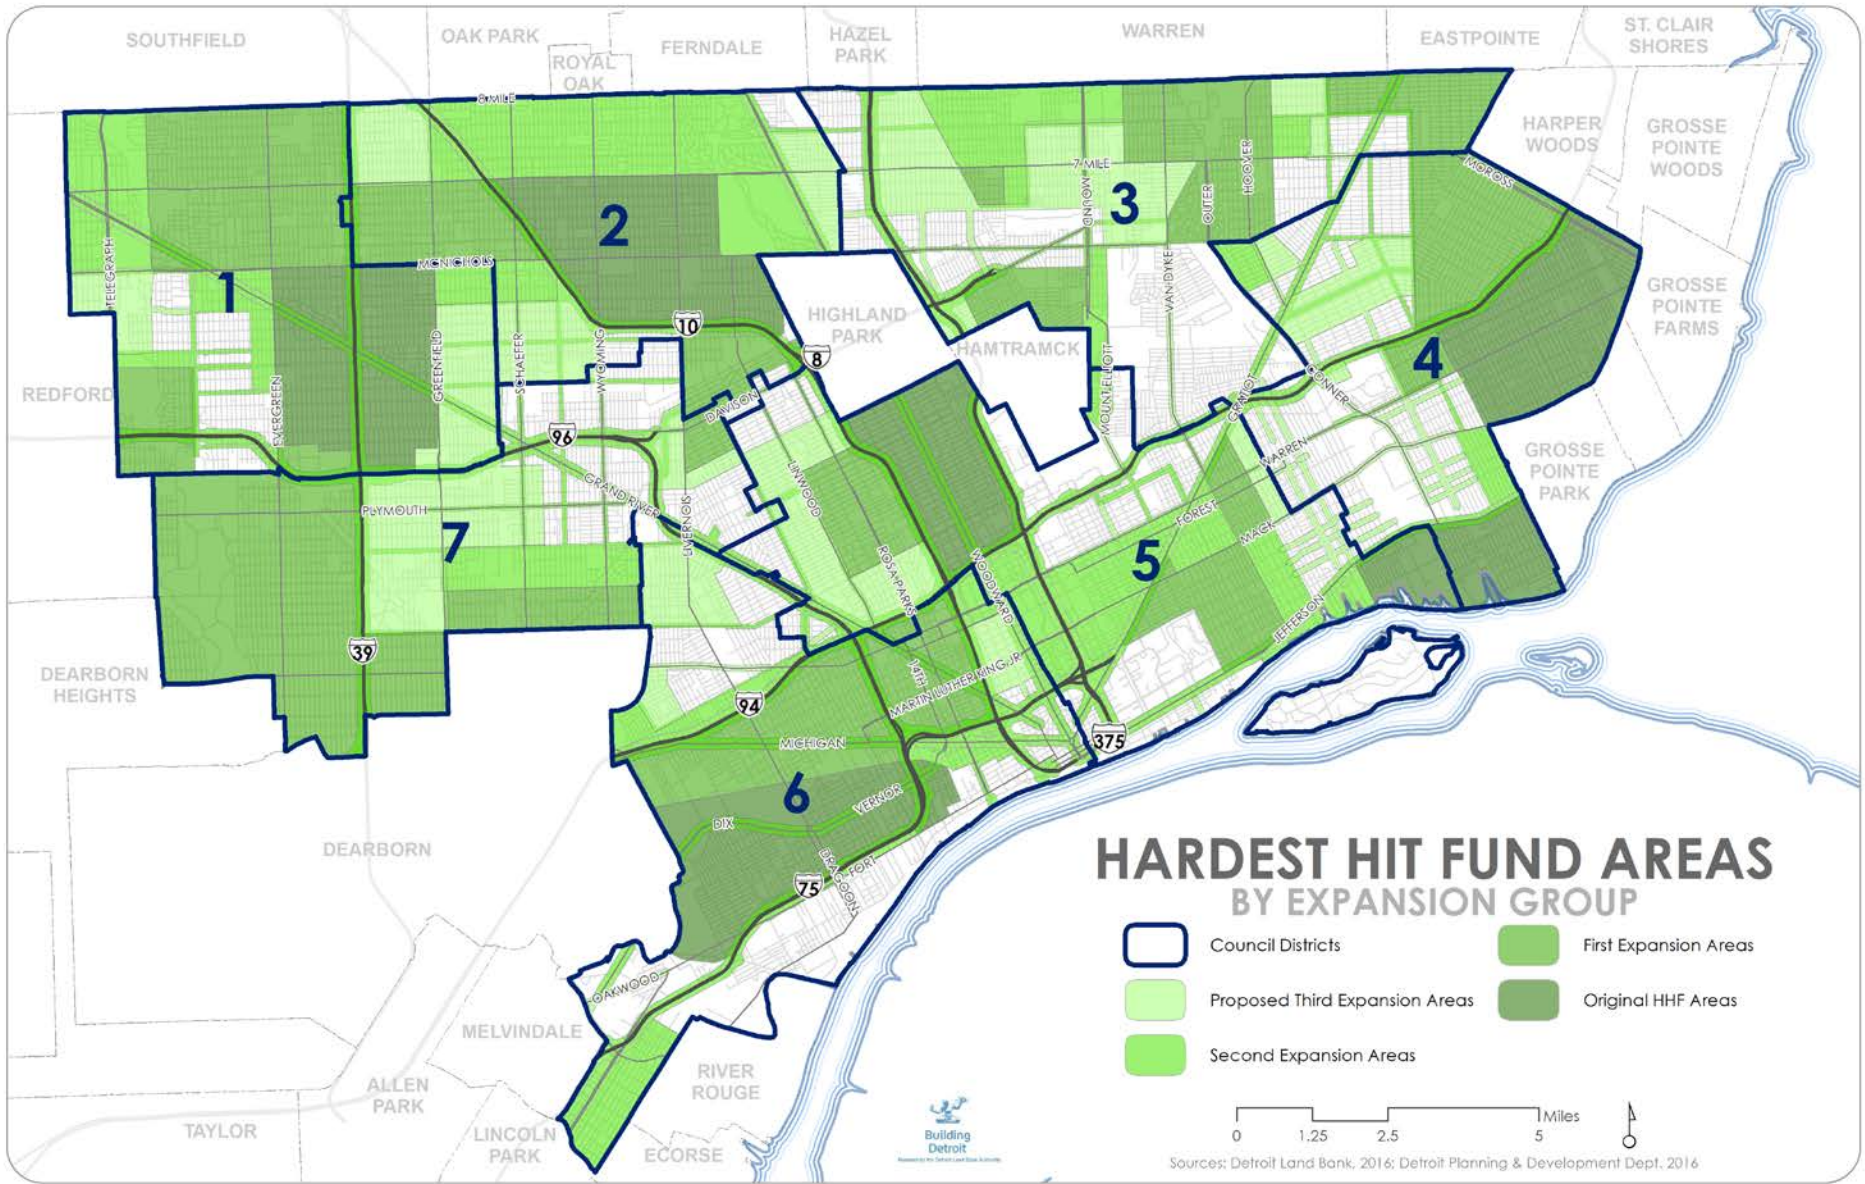 SOUTHFIELD
OAK PARK
ROYAL
OAK
FERNDALE
HAZEL
PARK
WARREN
EASTPOINTE
ST. CLAIR
SHORES
8 MILE
HARPER
WOODS
GROSSE
POINTE
WOODS
7 MILE
MOUND
OUTER
HOOVER
MOROSS
TELEGRAPH
1
2
3
MCNICHOLS
VAN DYKE
GROSSE
POINTE
FARMS
HIGHLAND
PARK
HAMTRAMCK
10
8
4
REDFORD
EVERGREEN
GREENFIELD
SCHAEFER
WYOMING
DAVISON
MOUNT ELLIOTT
GRATIOT
CONNER
96
GRAND RIVER
LINWOOD
WARREN
GROSSE
POINTE
PARK
PLYMOUTH
7
LIVERNOIS
ROSA PARKS
WOODWARD
5
FOREST
MACK
JEFFERSON
39
DEARBORN
HEIGHTS
94
14TH
MARTIN LUTHER KING JR
MICHIGAN
375
6
VERNOR
DIX
DRAGOON
FORT
75
DEARBORN
OAKWOOD
MELVINDALE
RIVER
ROUGE
ALLEN
PARK
TAYLOR
LINCOLN
PARK
ECORSE
HARDEST HIT FUND AREAS
BY EXPANSION GROUP
Council Districts
First Expansion Areas
Proposed Third Expansion Areas
Original HHF Areas
Second Expansion Areas
Miles
0 1.25 2.5 5
Building
Detroit
Sources: Detroit Land Bank, 2016; Detroit Planning & Development Dept. 2016